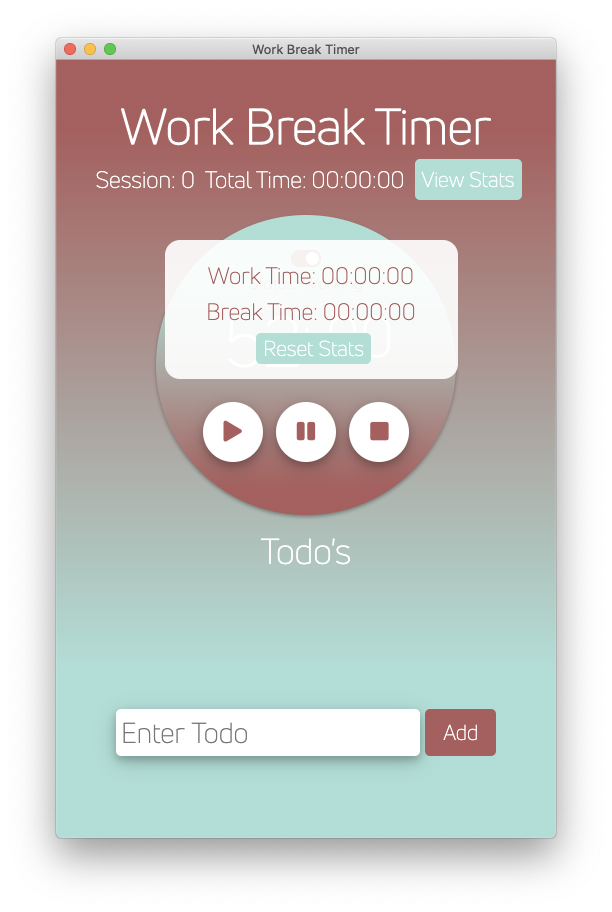 Work Break Timer
Work Break Timer
Session: 0 Total Time: 00:00:00 View Stats
Work Time: 00:00:00
Break Time: 00:00:00
Reset Stats
Todo's
Enter Todo Add